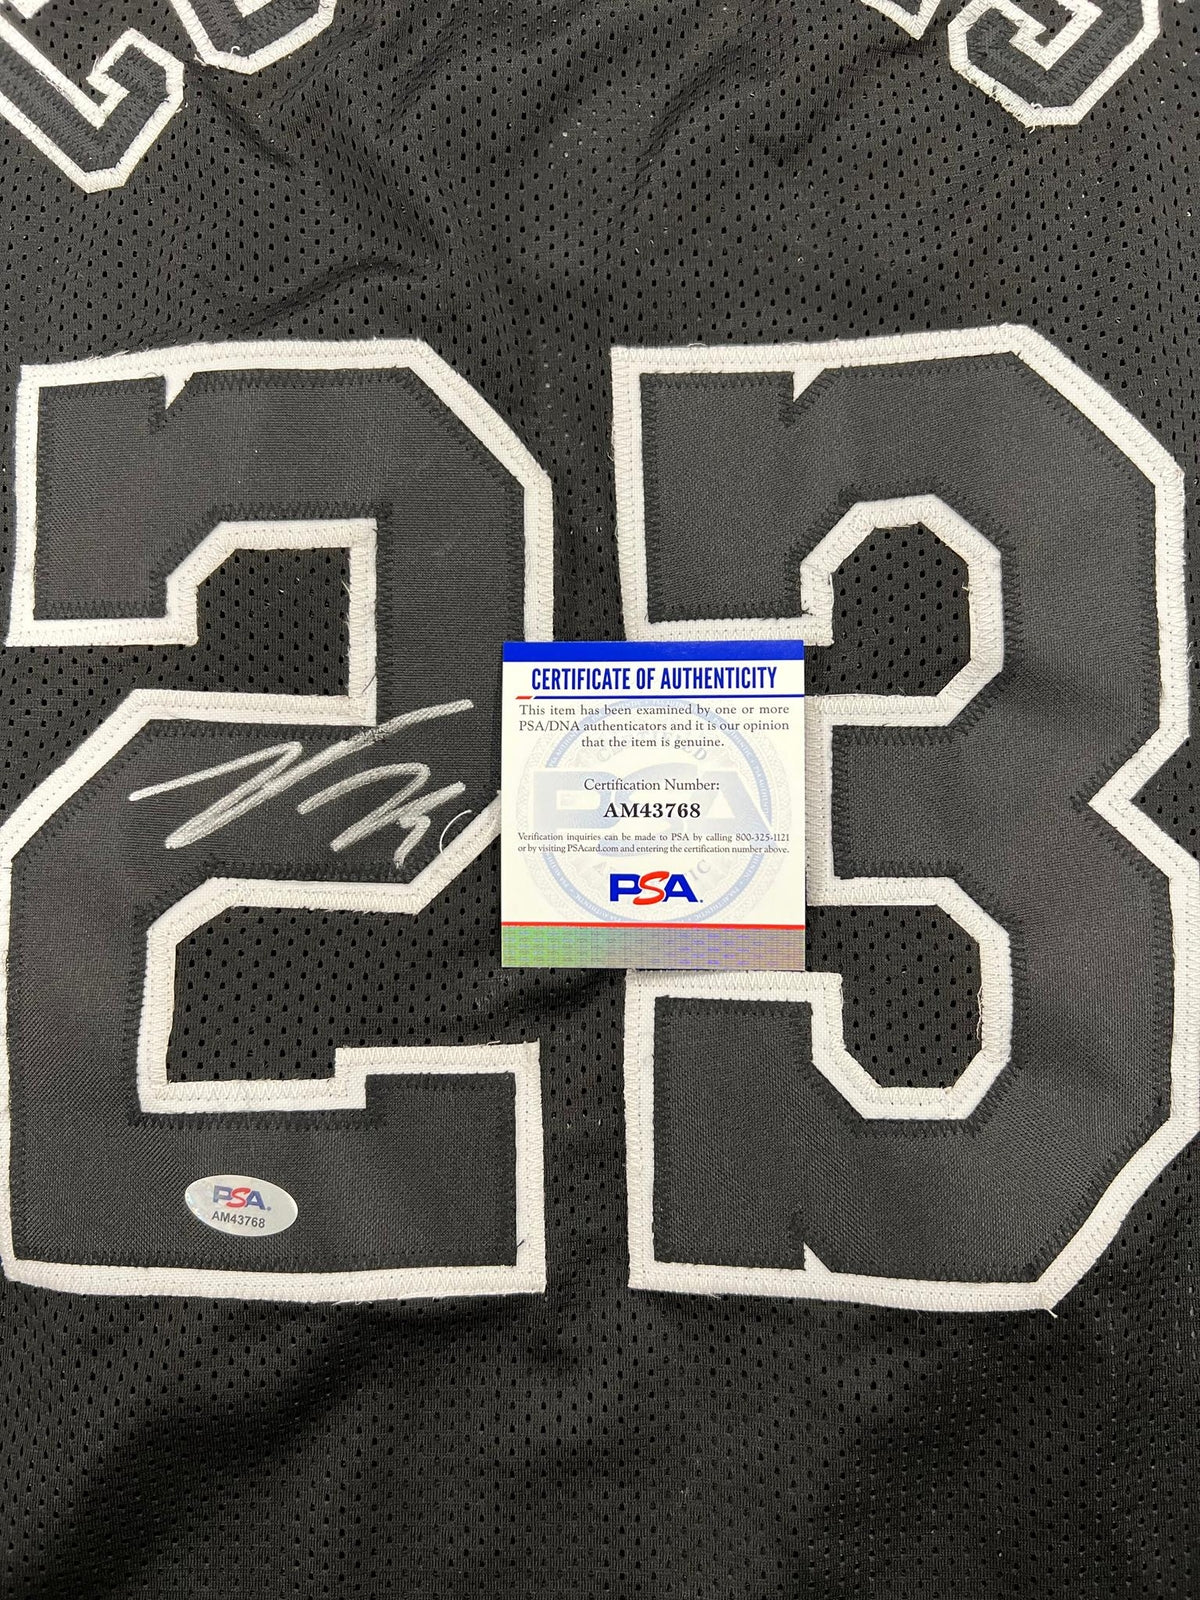 23
CERTIFICATE OF AUTHENTICITY
This item has been examined by one or more
PSA/DNA authenticators and it is our opinion
that the item is genuine.
Certification Number:
AM43768
Verification inquiries can be made to PSA by calling 800-325-1121
or by visiting PSAcard.com and entering the certification number above.
PSA.
PSA.
AM43768